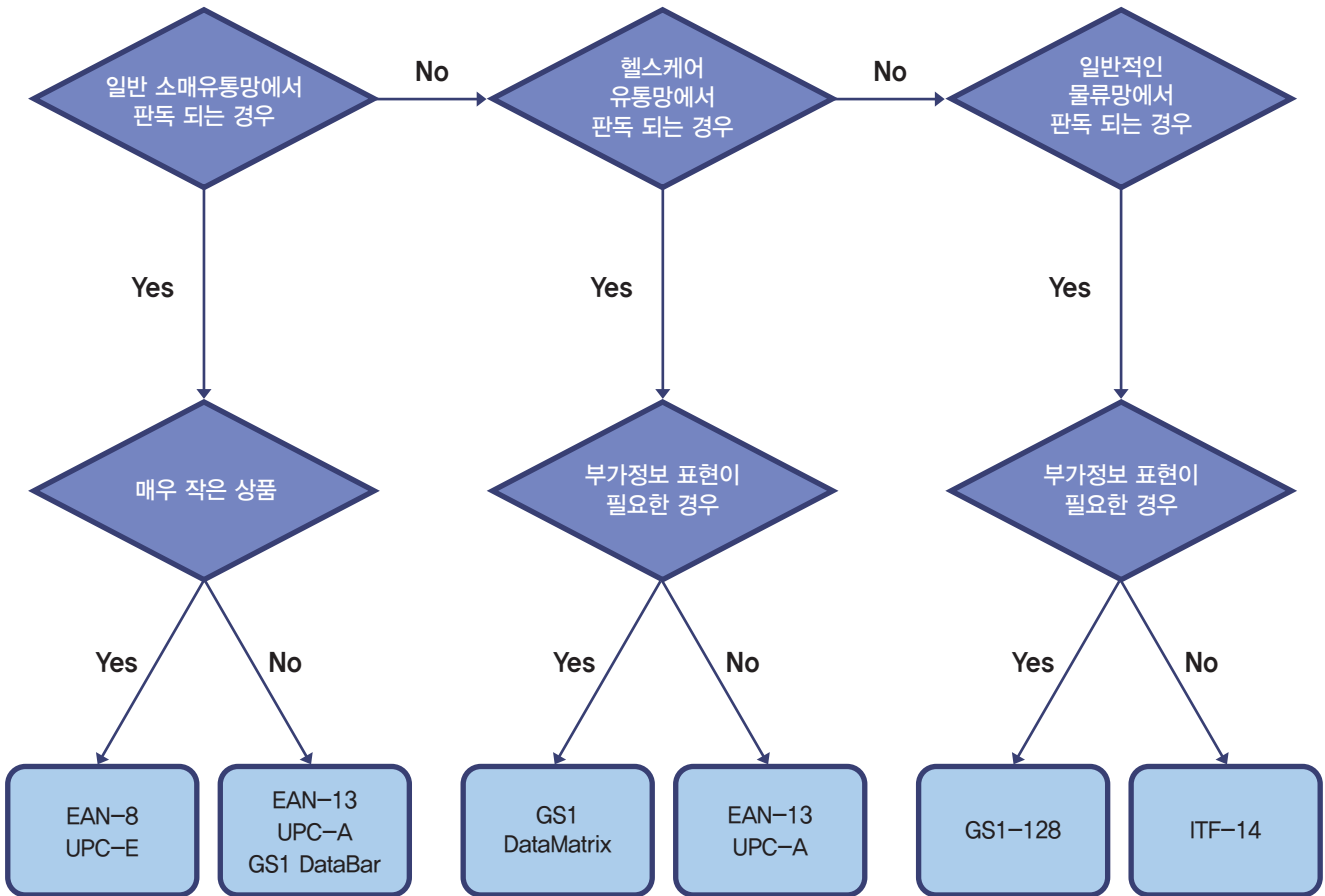 일반 소매유통망에서
판독 되는 경우
No
헬스케어
유통망에서
판독 되는 경우
No
일반적인
물류망에서
판독 되는 경우
Yes
Yes
Yes
매우 작은 상품
부가정보 표현이
필요한 경우
부가정보 표현이
필요한 경우
Yes
No
Yes
No
Yes
No
EAN-8
UPC-E
EAN-13
UPC-A
GS1 DataBar
GS1
DataMatrix
EAN-13
UPC-A
GS1-128
ITF-14